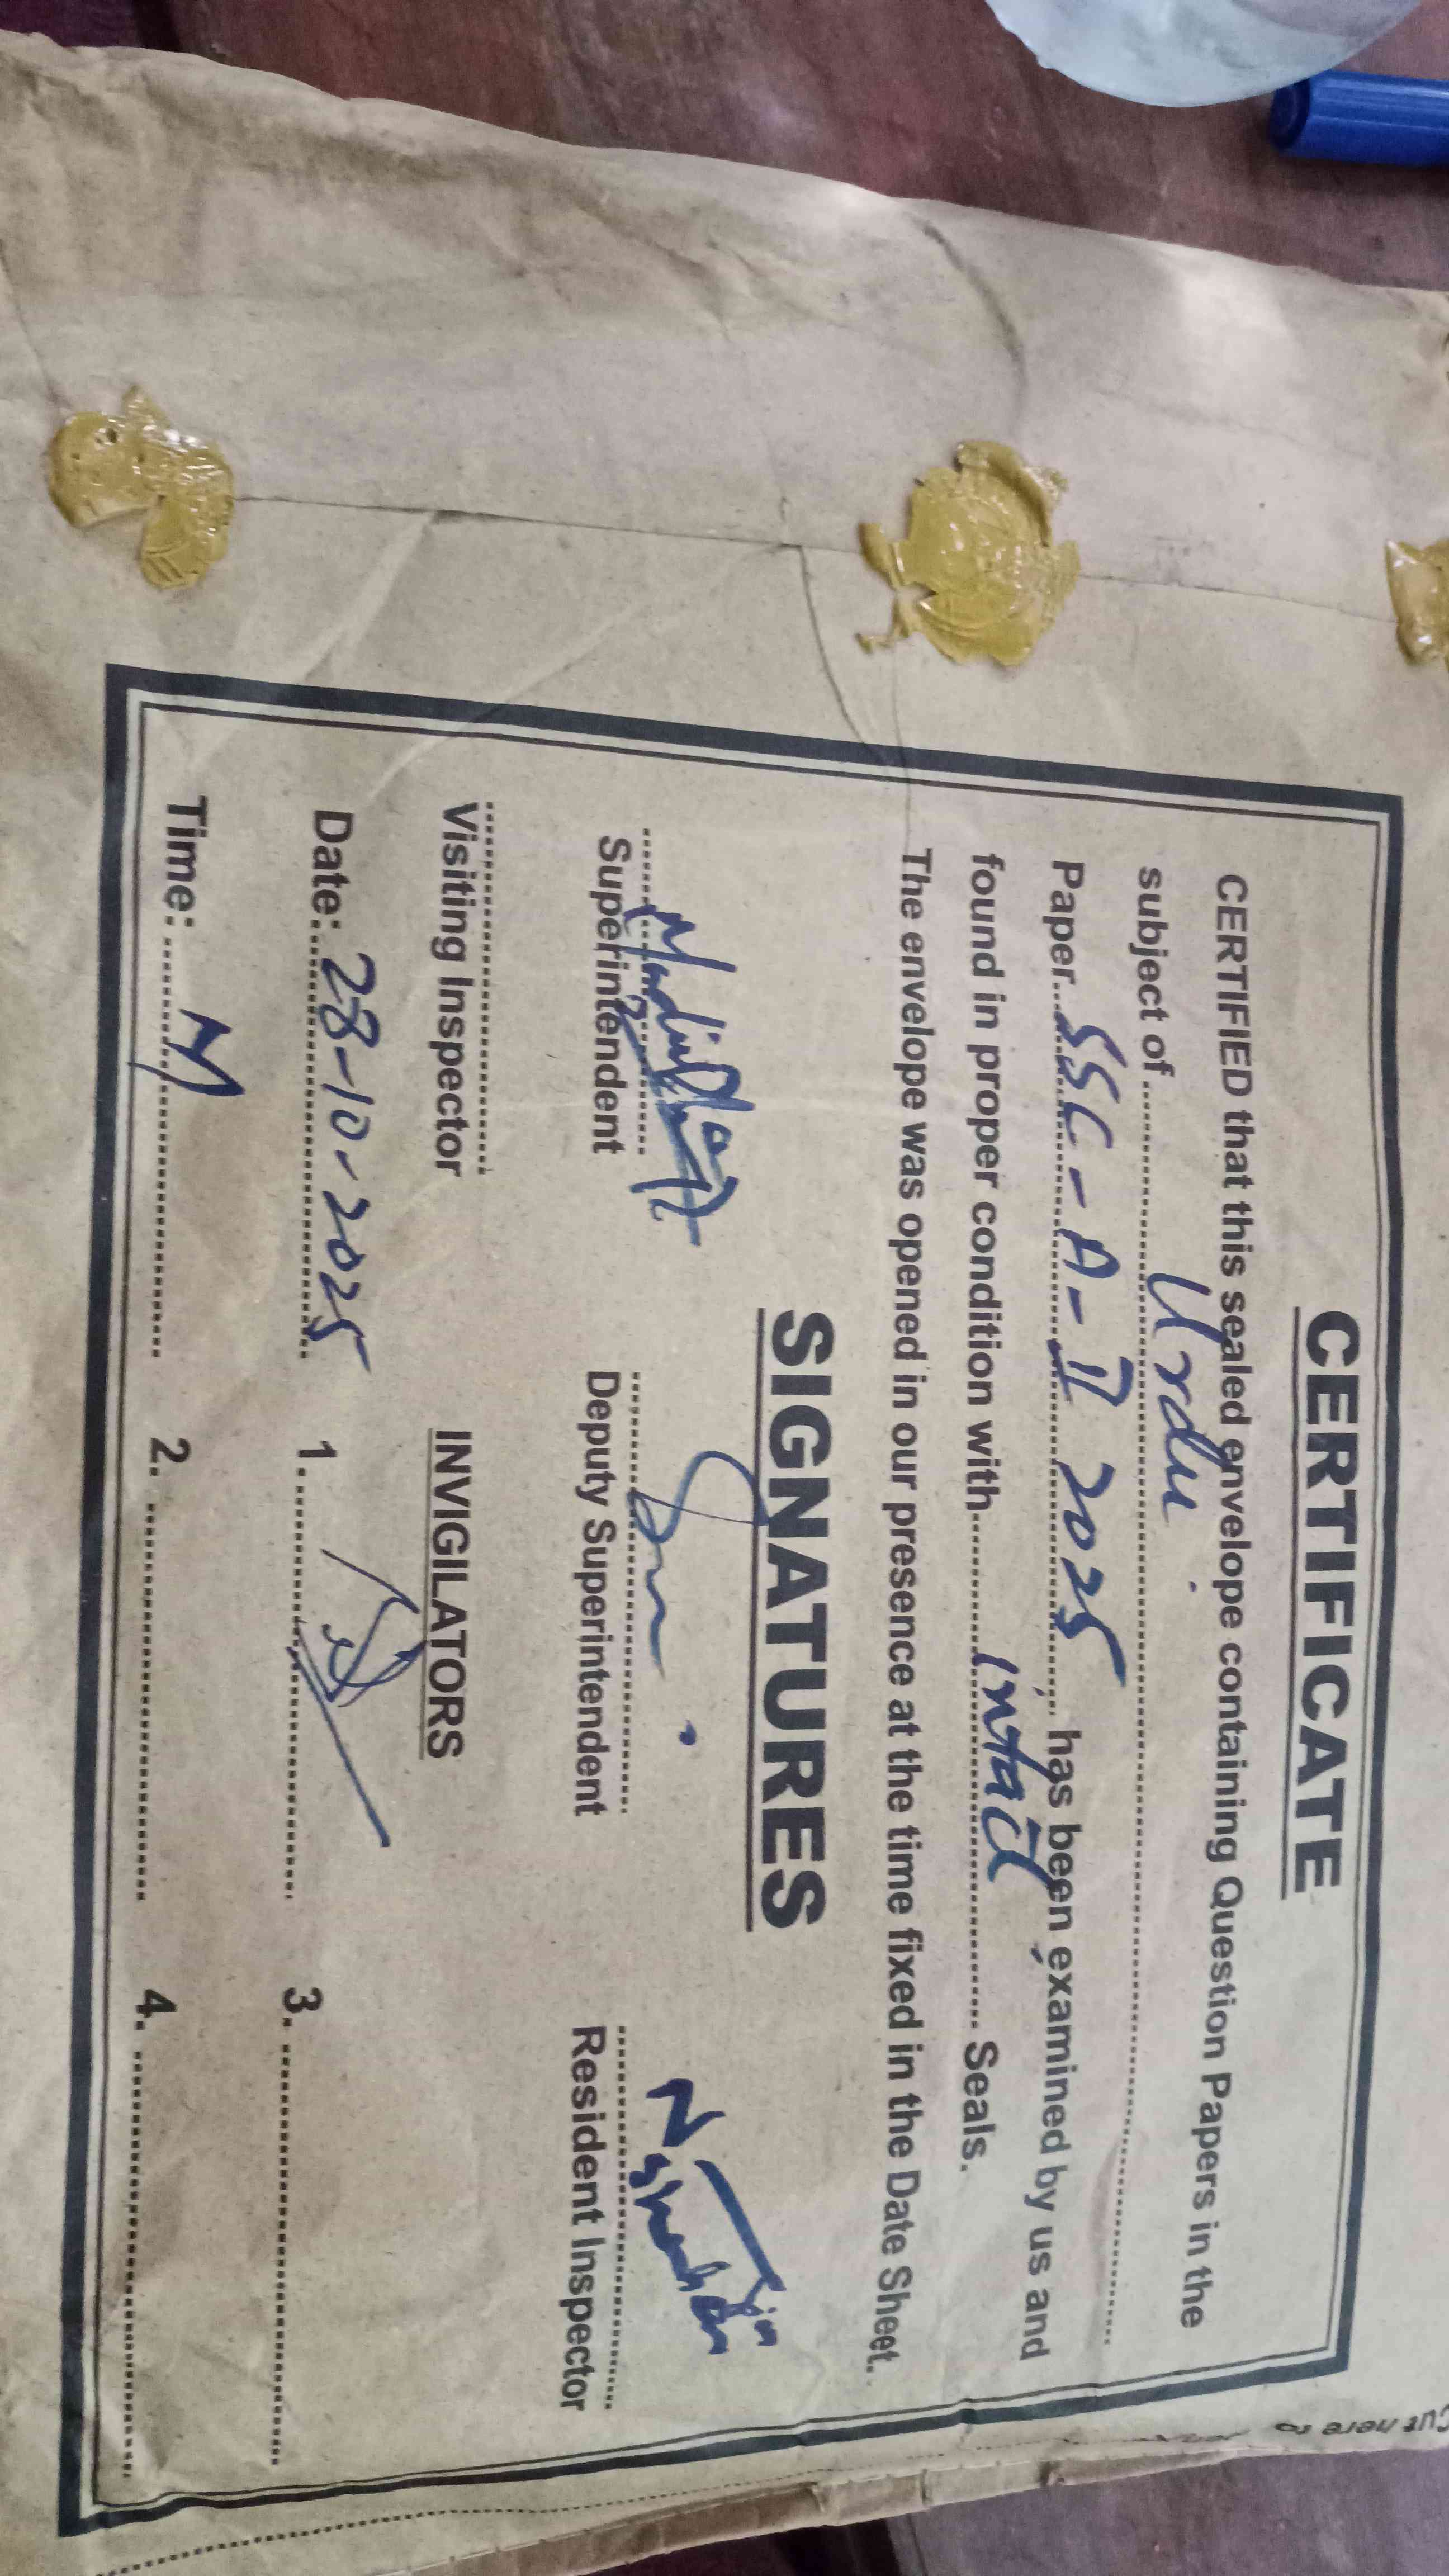 CERTIFICATE
CERTIFIED that this sealed envelope containing Question Papers in the
subject of Urdu
Paper SSC-A-II 2025 has been examined by us and
found in proper condition with Intact Seals.
The envelope was opened in our presence at the time fixed in the Date Sheet.
SIGNATURES
Superintendent Deputy Superintendent Resident Inspector
Visiting Inspector INVIGILATORS
Date: 28-10-2025 1. 3.
Time: M 2. 4.
Cut here to